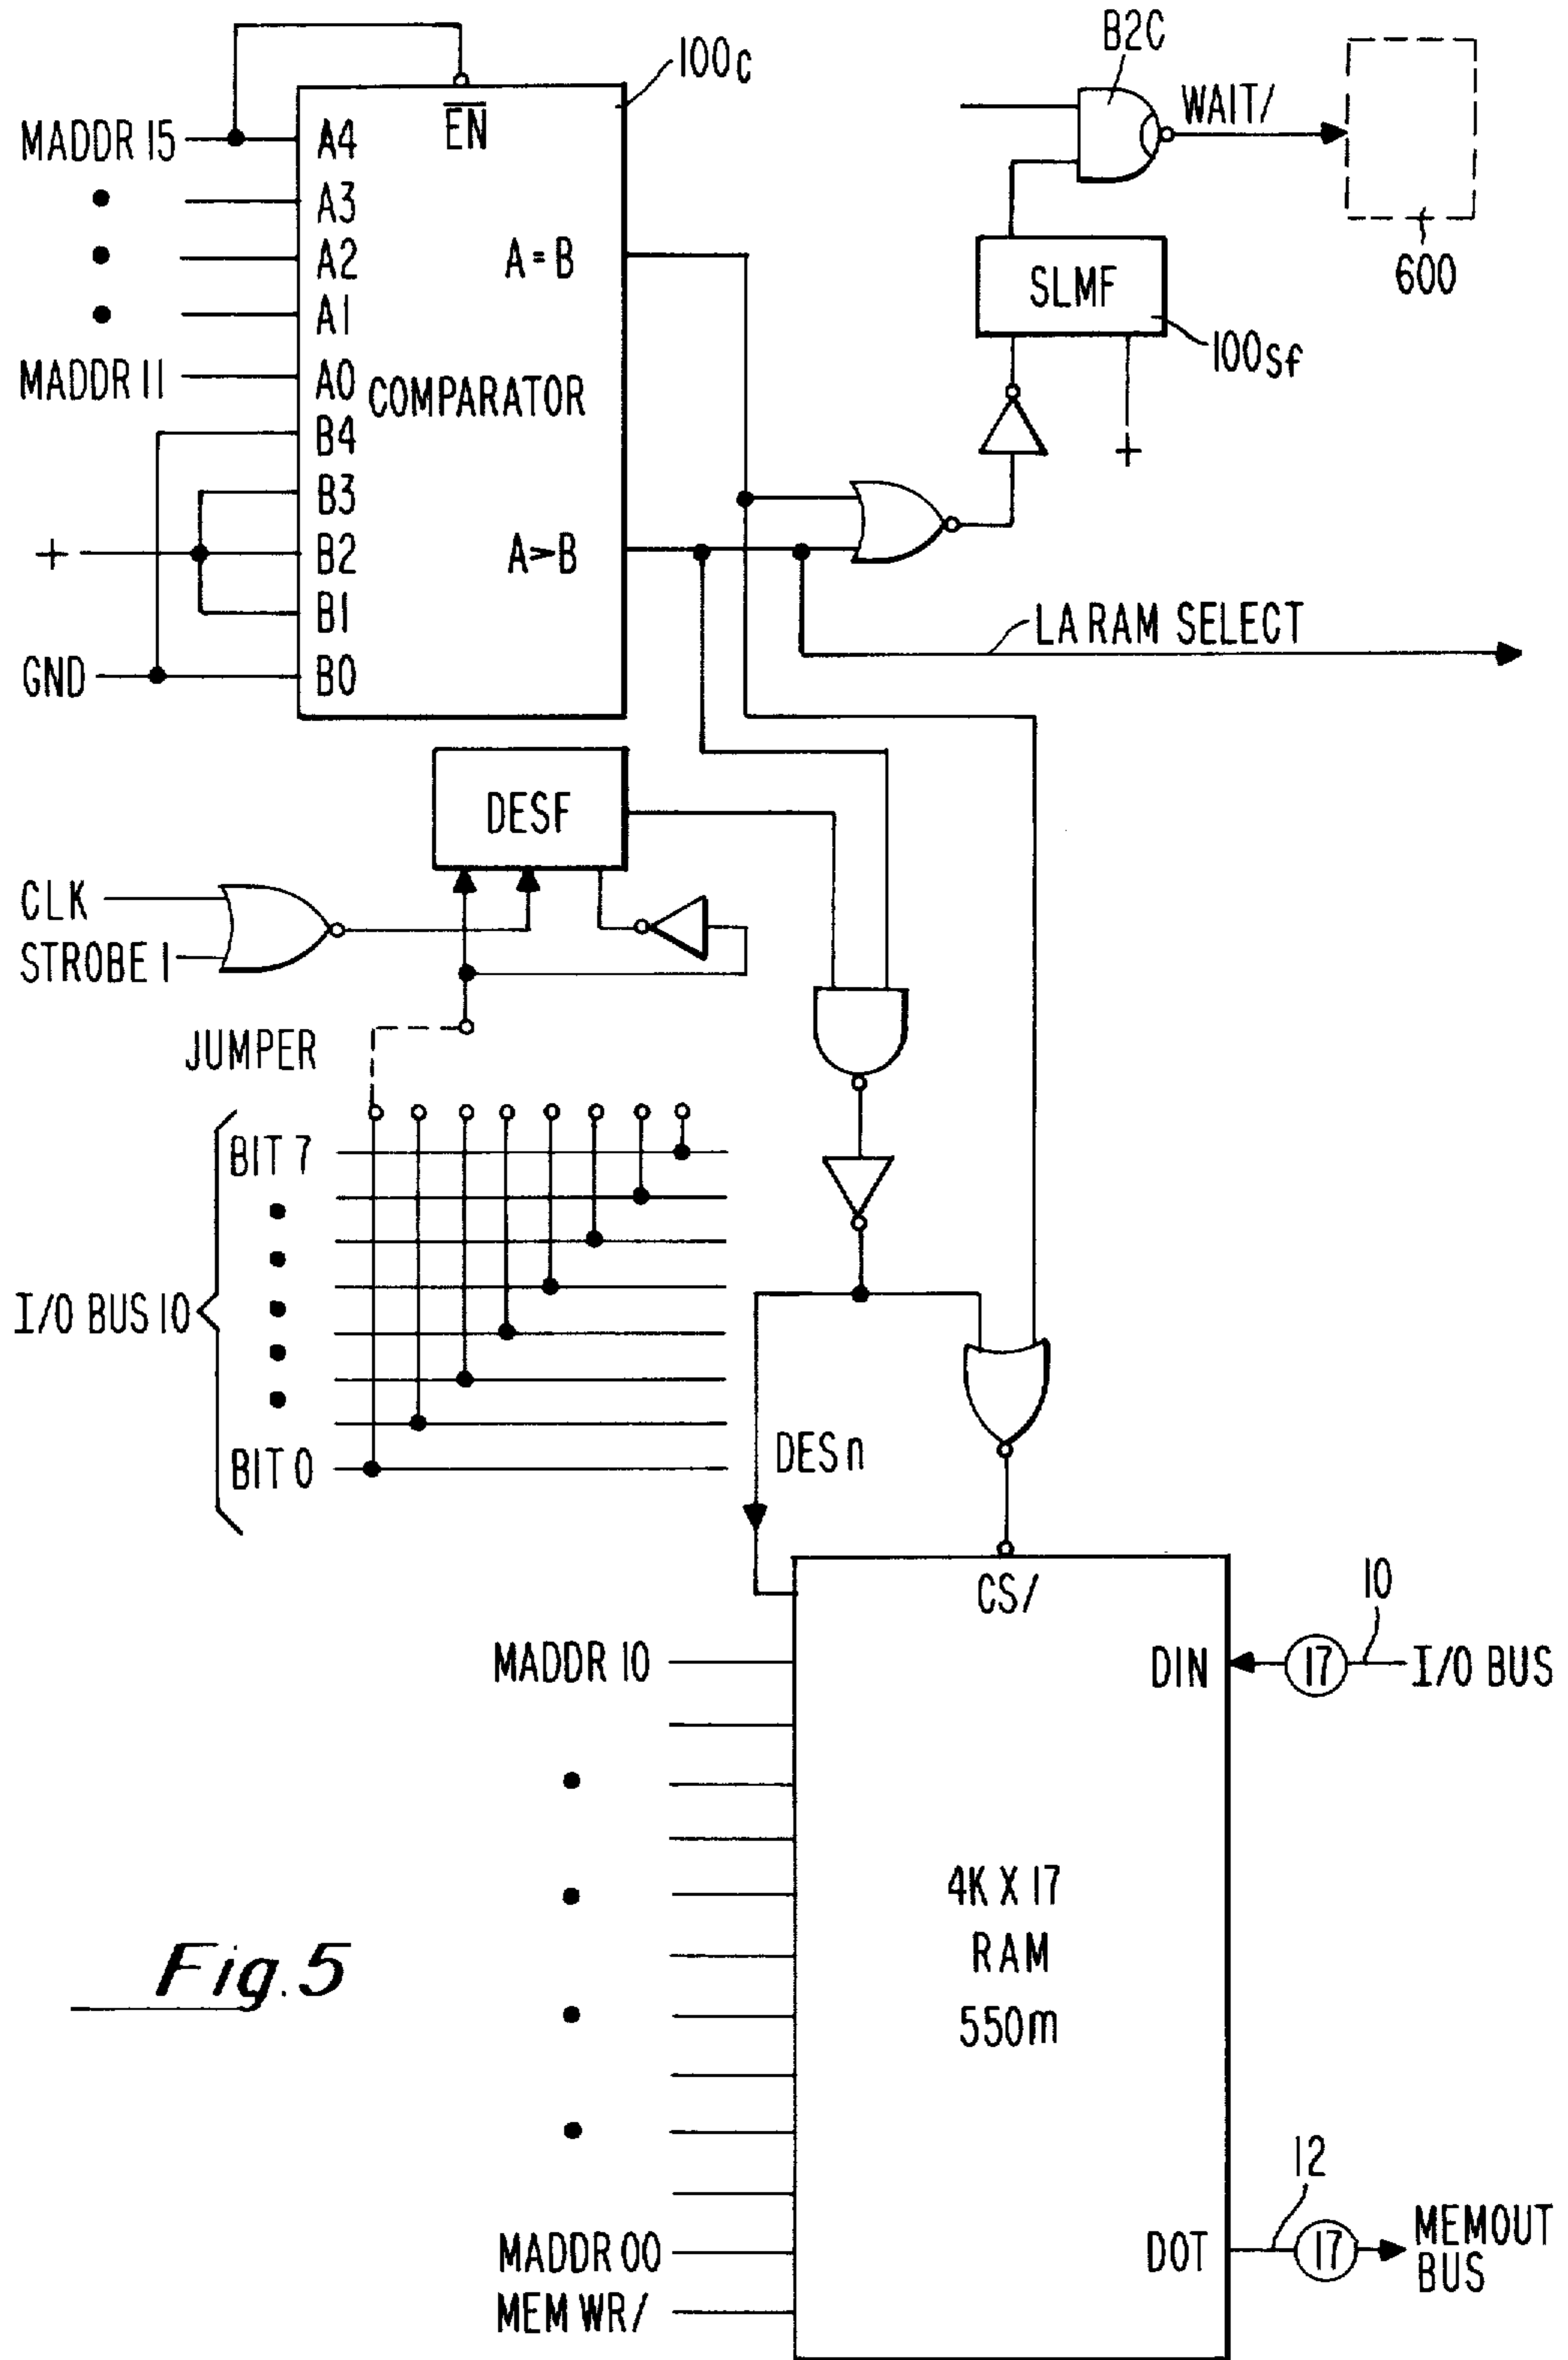 B2C
100c
WAIT/
MADDR 15
A4
EN
A3
A2
A = B
A1
SLMF
600
MADDR 11
A0
COMPARATOR
100sf
B4
B3
+
+
B2
A>B
B1
LA RAM SELECT
GND
B0
DESF
CLK
STROBE 1
JUMPER
BIT 7
I/O BUS 10
BIT 0
DESn
CS/
10
MADDR 10
DIN
17
I/O BUS
4K X 17
RAM
550m
Fig. 5
12
MADDR 00
DOT
17
MEMOUT
BUS
MEM WR/